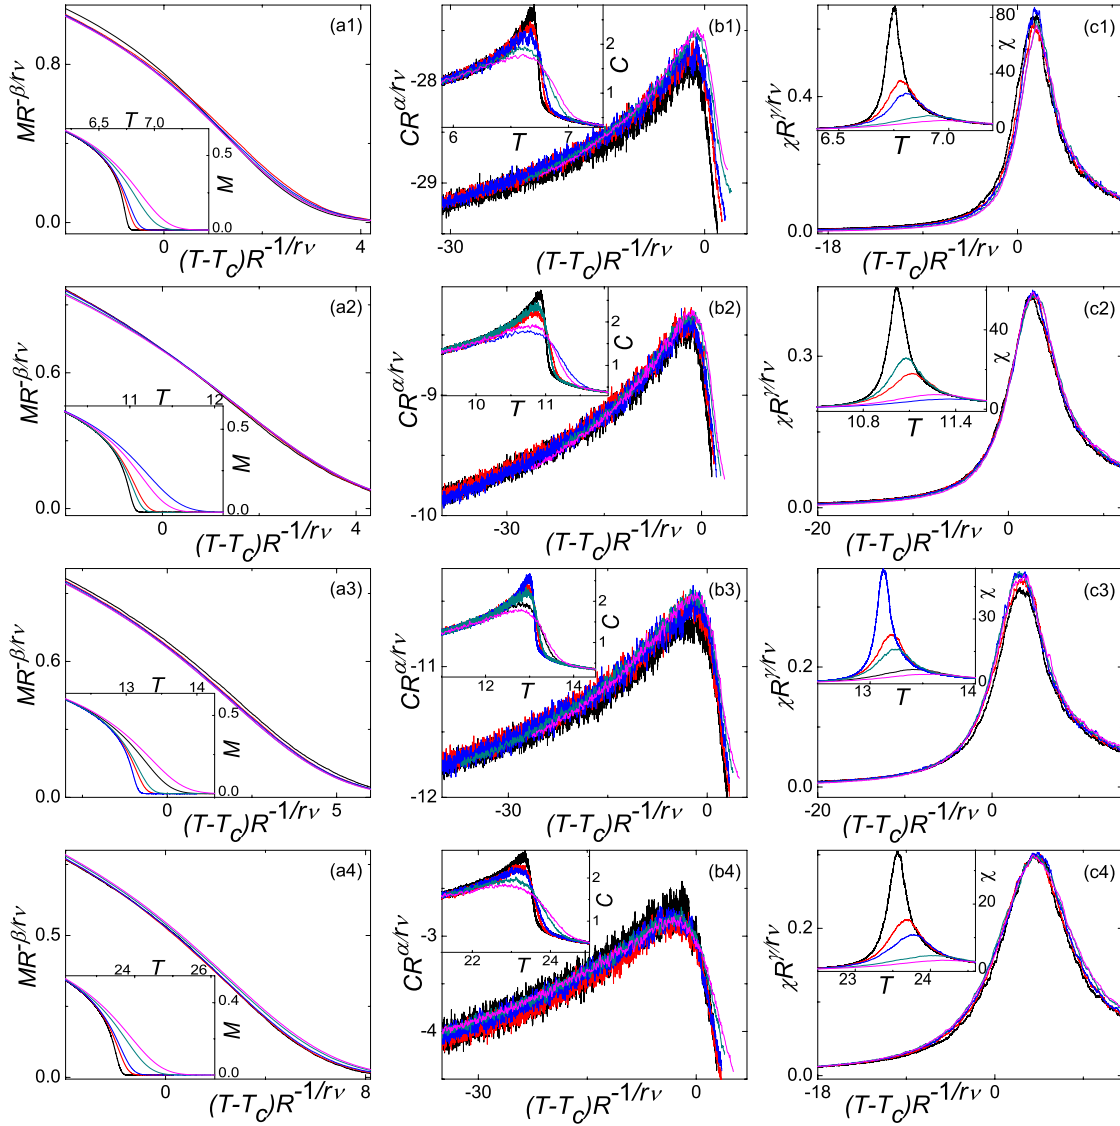 (a1)
MR^-β/rν
0.8
0.0
6.5 7.0
T
0.5
0.0
M
0 4
(T-T_c)R^-1/rν
(b1)
CR^α/rν
-28
-29
6 7
T
2
1
C
-30 0
(T-T_c)R^-1/rν
(c1)
χR^γ/rν
0.4
0.0
6.5 7.0
T
80
40
0
χ
-18 0
(T-T_c)R^-1/rν
(a2)
MR^-β/rν
0.6
0.0
11 12
T
0.5
0.0
M
0 4
(T-T_c)R^-1/rν
(b2)
CR^α/rν
-9
-10
10 11
T
2
1
C
-30 0
(T-T_c)R^-1/rν
(c2)
χR^γ/rν
0.3
0.0
10.8 11.4
T
40
0
χ
-20 0
(T-T_c)R^-1/rν
(a3)
MR^-β/rν
0.6
0.0
13 14
T
0.5
0.0
M
0 5
(T-T_c)R^-1/rν
(b3)
CR^α/rν
-11
-12
12 13 14
T
2
1
C
-30 0
(T-T_c)R^-1/rν
(c3)
χR^γ/rν
0.2
0.0
13 14
T
40
0
χ
-20 0
(T-T_c)R^-1/rν
(a4)
MR^-β/rν
0.5
0.0
24 26
T
0.4
0.0
M
0 4 8
(T-T_c)R^-1/rν
(b4)
CR^α/rν
-3
-4
22 23 24
T
2
1
C
-30 0
(T-T_c)R^-1/rν
(c4)
χR^γ/rν
0.2
0.0
23 24
T
20
0
χ
-18 0
(T-T_c)R^-1/rν